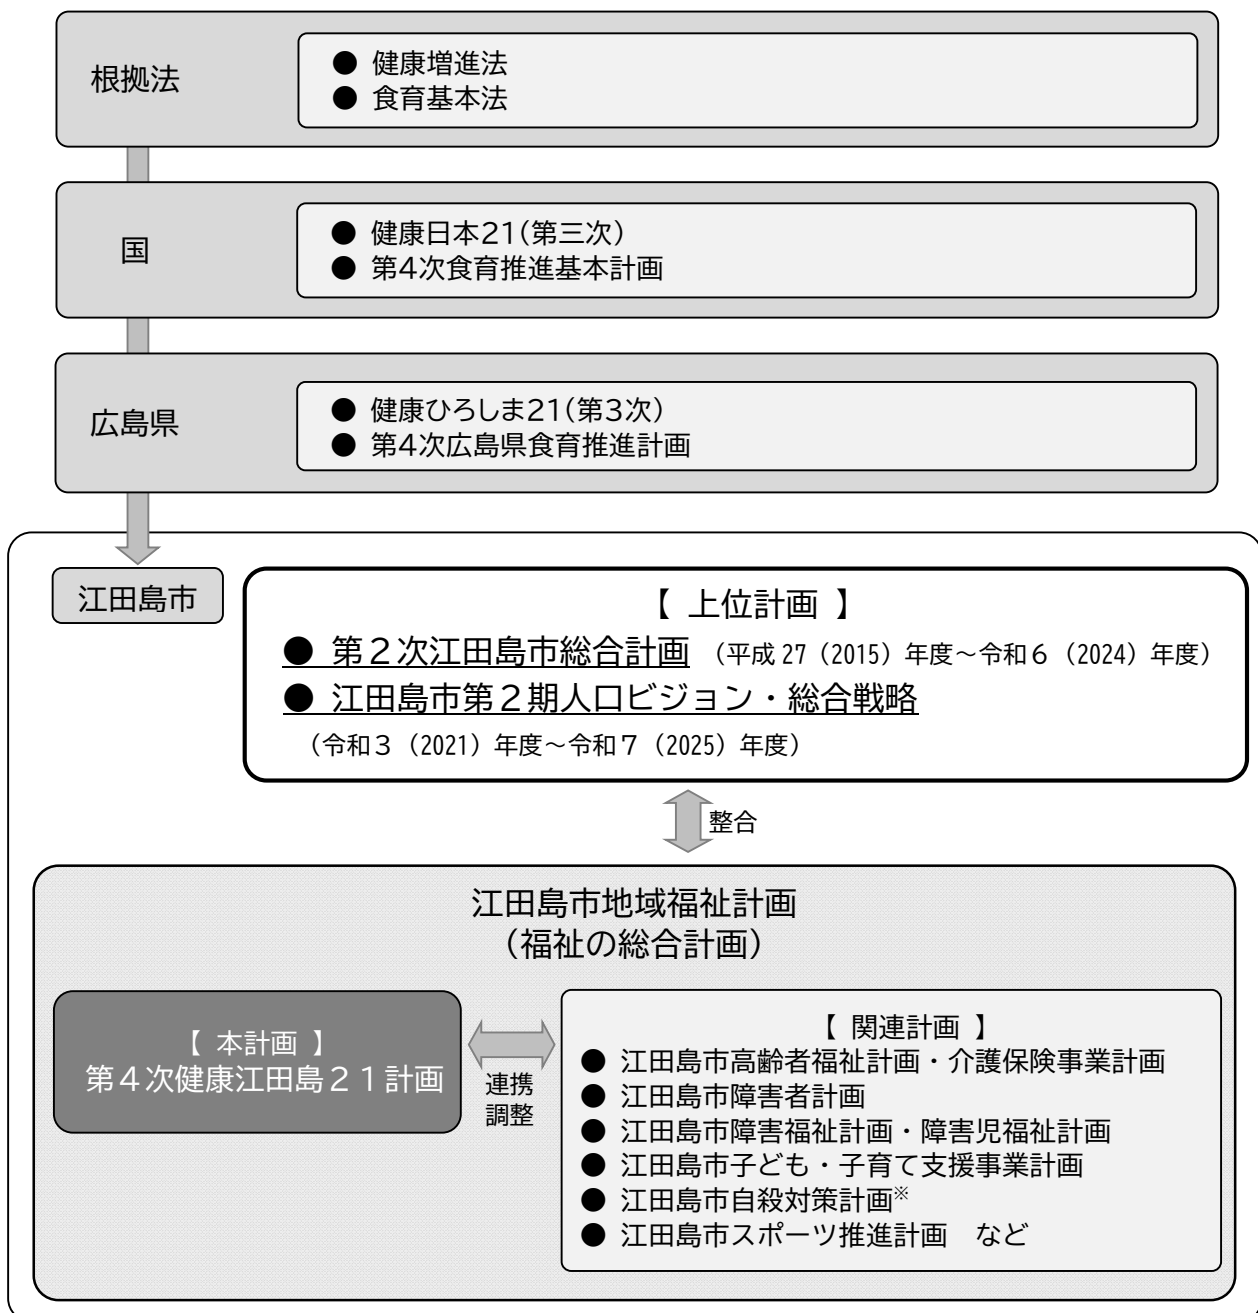 根拠法
● 健康増進法
● 食育基本法
国
● 健康日本21(第三次)
● 第4次食育推進基本計画
広島県
● 健康ひろしま21(第3次)
● 第4次広島県食育推進計画
江田島市
【 上位計画 】
● 第2次江田島市総合計画 (平成27(2015)年度~令和6(2024)年度)
● 江田島市第2期人口ビジョン・総合戦略
(令和3(2021)年度~令和7(2025)年度)
整合
江田島市地域福祉計画
(福祉の総合計画)
【 本計画 】
第4次健康江田島21計画
連携
調整
【 関連計画 】
● 江田島市高齢者福祉計画・介護保険事業計画
● 江田島市障害者計画
● 江田島市障害福祉計画・障害児福祉計画
● 江田島市子ども・子育て支援事業計画
● 江田島市自殺対策計画※
● 江田島市スポーツ推進計画 など